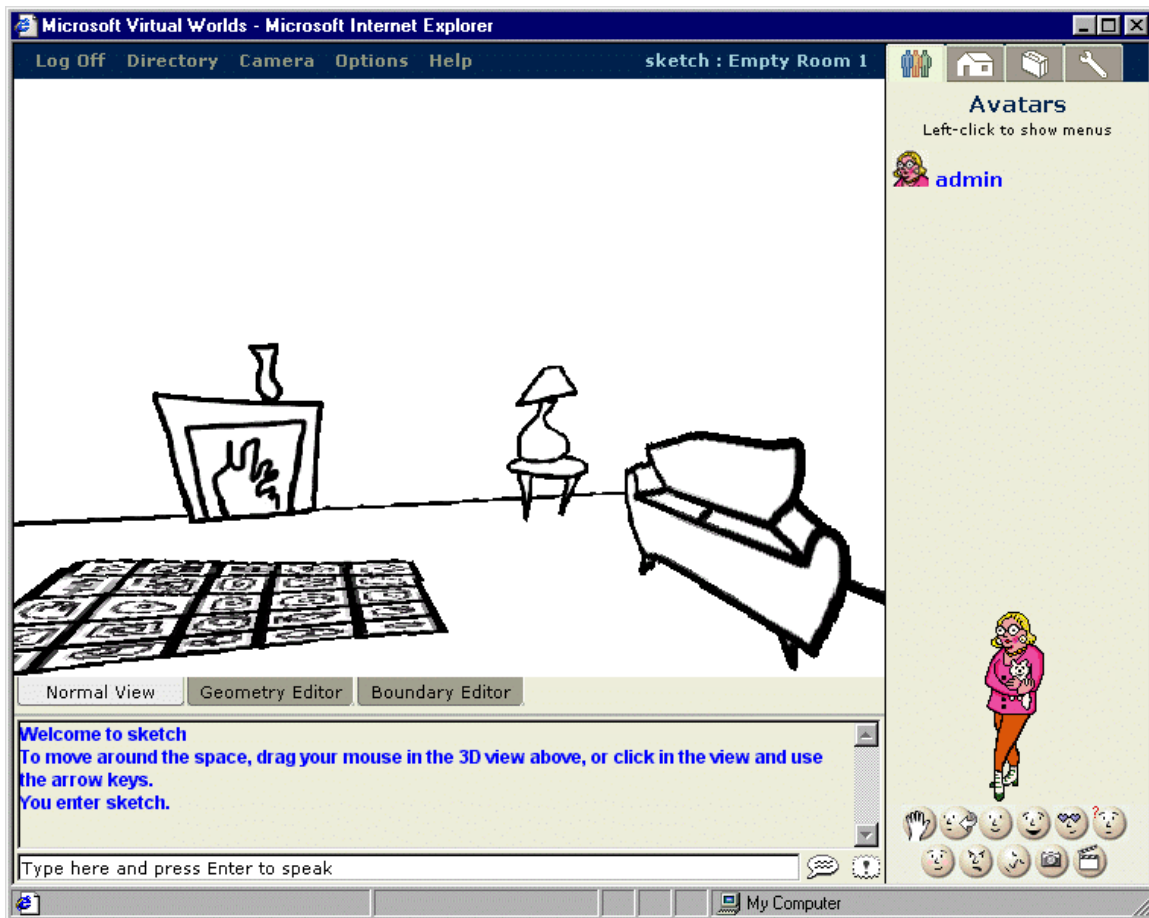 Microsoft Virtual Worlds - Microsoft Internet Explorer
Log Off Directory Camera Options Help sketch : Empty Room 1
Avatars
Left-click to show menus
admin
Normal View Geometry Editor Boundary Editor
Welcome to sketch
To move around the space, drag your mouse in the 3D view above, or click in the view and use
the arrow keys.
You enter sketch.
Type here and press Enter to speak
My Computer